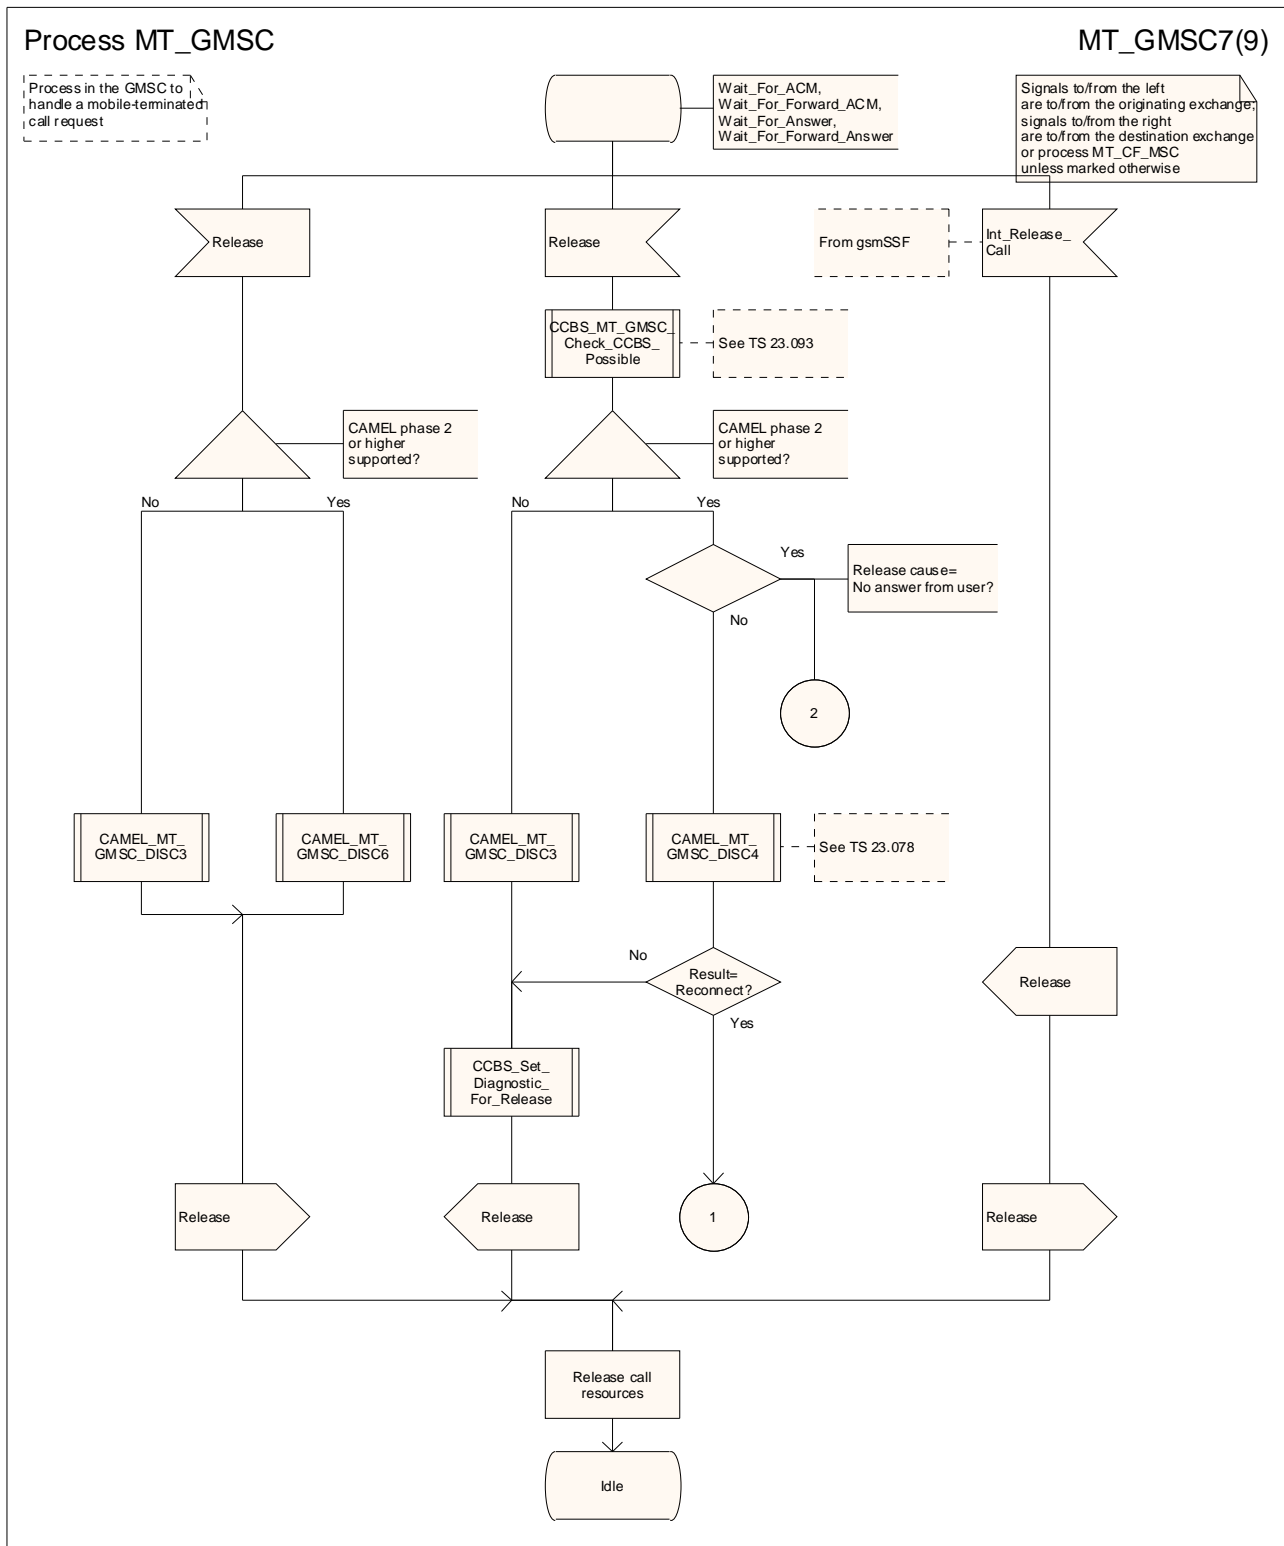 Process MT_GMSC
MT_GMSC7(9)
Process in the GMSC to
handle a mobile-terminated
call request
Wait_For_ACM,
Wait_For_Forward_ACM,
Wait_For_Answer,
Wait_For_Forward_Answer
Signals to/from the left
are to/from the originating exchange;
signals to/from the right
are to/from the destination exchange
or process MT_CF_MSC
unless marked otherwise
Release
Release
From gsmSSF
Int_Release_
Call
CCBS_MT_GMSC_
Check_CCBS_
Possible
See TS 23.093
CAMEL phase 2
or higher
supported?
CAMEL phase 2
or higher
supported?
No
Yes
No
Yes
Yes
Release cause=
No answer from user?
No
2
CAMEL_MT_
GMSC_DISC3
CAMEL_MT_
GMSC_DISC6
CAMEL_MT_
GMSC_DISC3
CAMEL_MT_
GMSC_DISC4
See TS 23.078
No
Result=
Reconnect?
Yes
Release
CCBS_Set_
Diagnostic_
For_Release
Release
Release
1
Release
Release call
resources
Idle